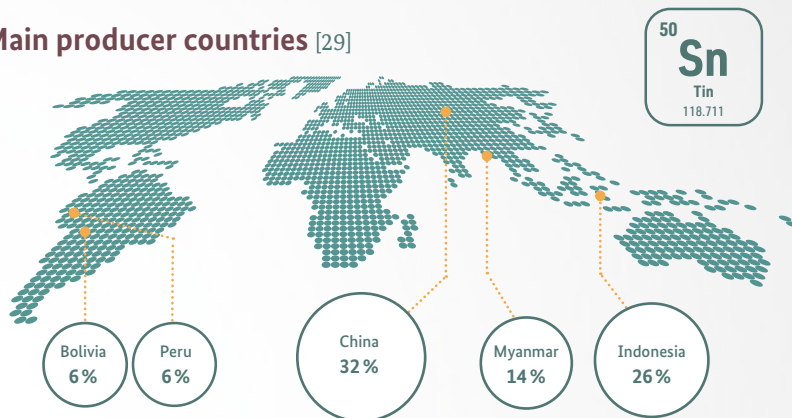 Main producer countries [29]
50
Sn
Tin
118.711
Bolivia
6 %
Peru
6 %
China
32 %
Myanmar
14 %
Indonesia
26 %